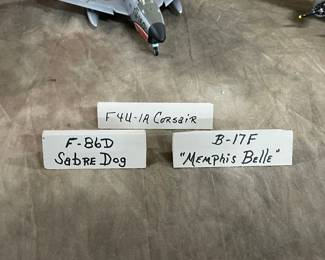 F4U-1A Corsair
F-86D
Sabre Dog
B-17F
"Memphis Belle"